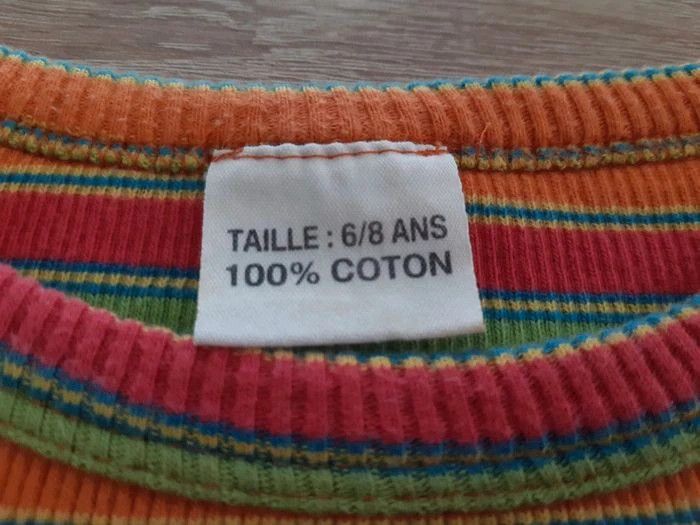 TAILLE : 6/8 ANS
100% COTON